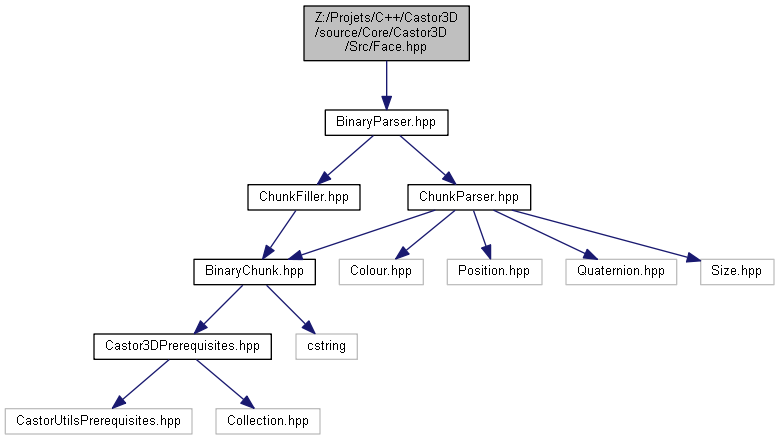 Z:/Projets/C++/Castor3D
/source/Core/Castor3D
/Src/Face.hpp
BinaryParser.hpp
ChunkFiller.hpp
ChunkParser.hpp
BinaryChunk.hpp
Colour.hpp
Position.hpp
Quaternion.hpp
Size.hpp
Castor3DPrerequisites.hpp
cstring
CastorUtilsPrerequisites.hpp
Collection.hpp